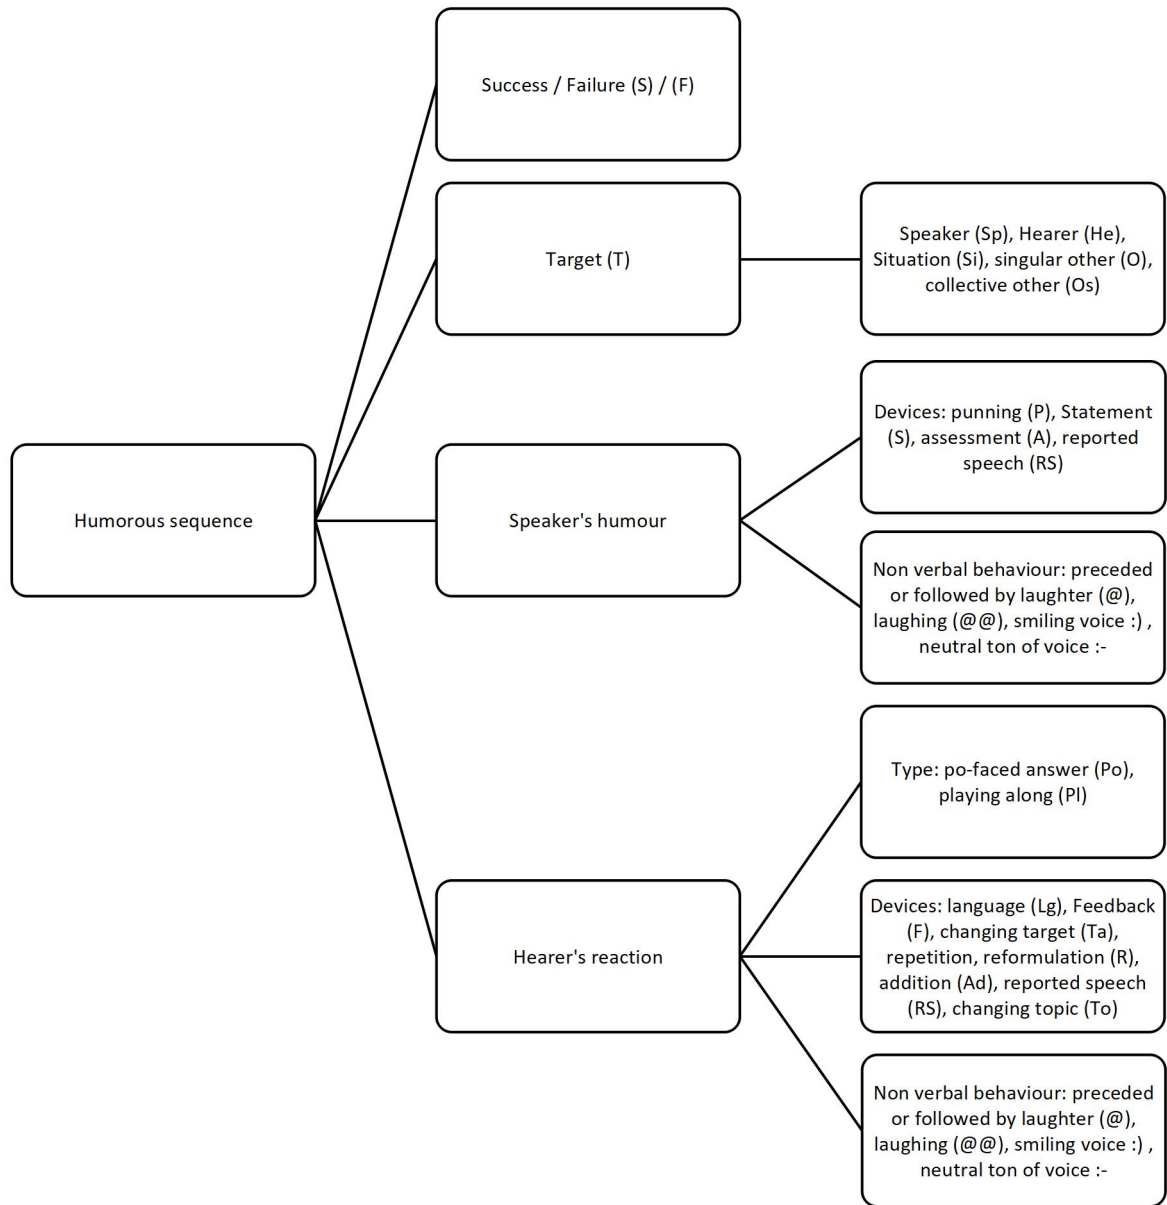 Success / Failure (S) / (F)
Target (T)
Speaker (Sp), Hearer (He),
Situation (Si), singular other (O),
collective other (Os)
Humorous sequence
Speaker's humour
Devices: punning (P), Statement
(S), assessment (A), reported
speech (RS)
Non verbal behaviour: preceded
or followed by laughter (@),
laughing (@@), smiling voice :) ,
neutral ton of voice :-
Hearer's reaction
Type: po-faced answer (Po),
playing along (Pl)
Devices: language (Lg), Feedback
(F), changing target (Ta),
repetition, reformulation (R),
addition (Ad), reported speech
(RS), changing topic (To)
Non verbal behaviour: preceded
or followed by laughter (@),
laughing (@@), smiling voice :) ,
neutral ton of voice :-